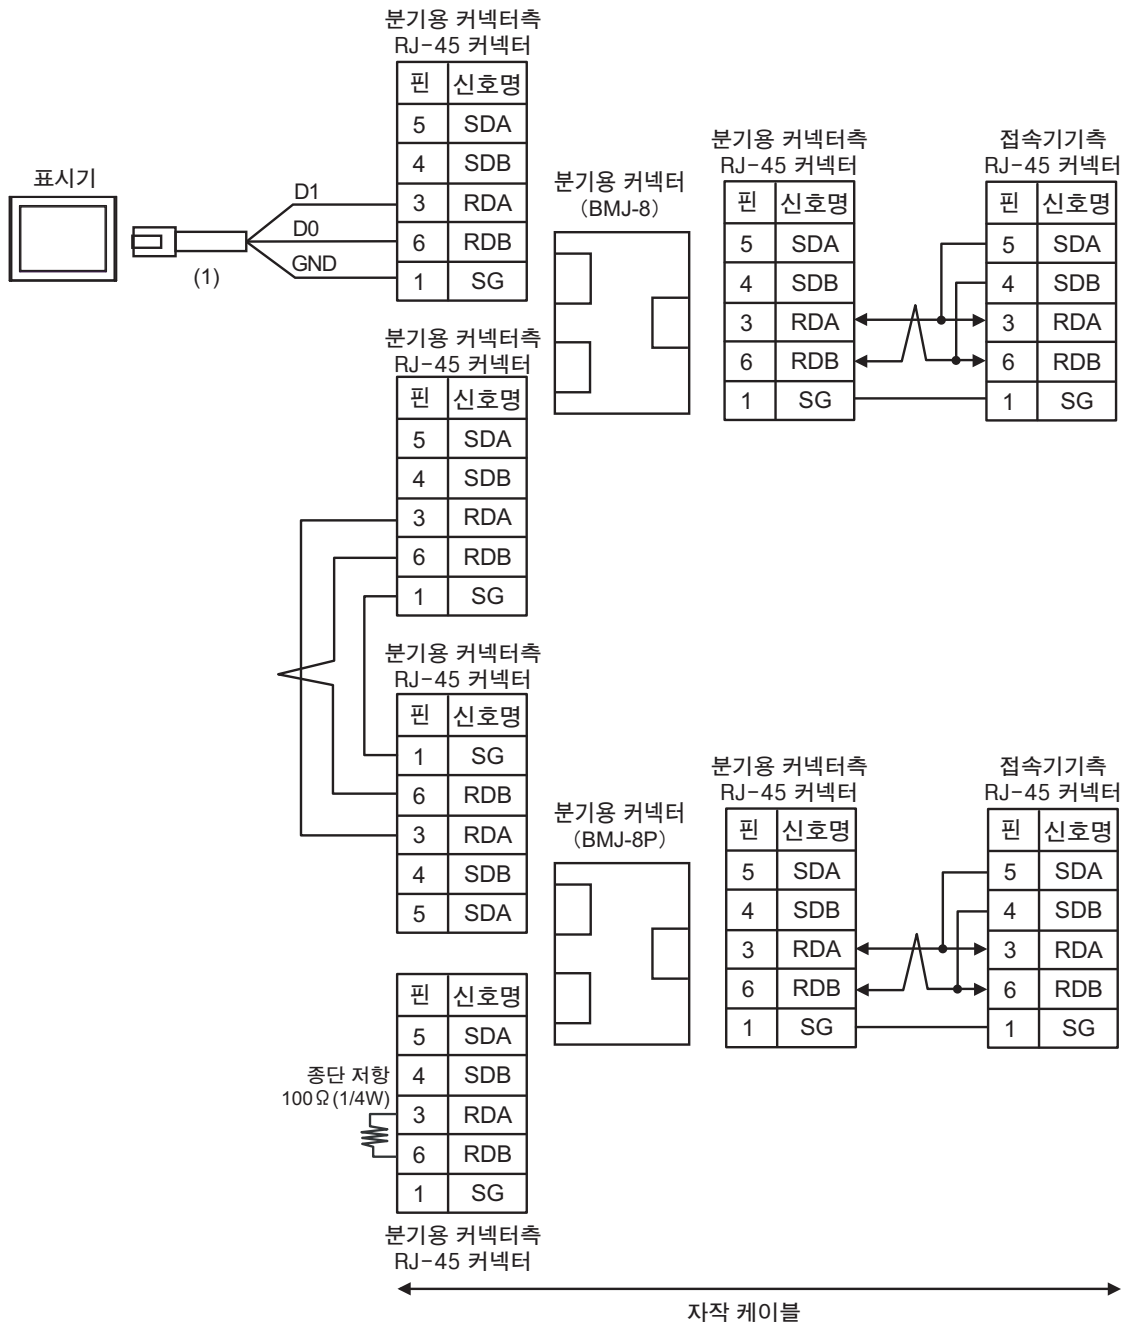 분기용 커넥터측
RJ-45 커넥터
핀 신호명
5 SDA
4 SDB
3 RDA
6 RDB
1 SG
표시기
(1)
D1
D0
GND
분기용 커넥터
(BMJ-8)
분기용 커넥터측
RJ-45 커넥터
핀 신호명
5 SDA
4 SDB
3 RDA
6 RDB
1 SG
접속기기측
RJ-45 커넥터
핀 신호명
5 SDA
4 SDB
3 RDA
6 RDB
1 SG
분기용 커넥터측
RJ-45 커넥터
핀 신호명
5 SDA
4 SDB
3 RDA
6 RDB
1 SG
분기용 커넥터측
RJ-45 커넥터
핀 신호명
1 SG
6 RDB
3 RDA
4 SDB
5 SDA
분기용 커넥터
(BMJ-8P)
분기용 커넥터측
RJ-45 커넥터
핀 신호명
5 SDA
4 SDB
3 RDA
6 RDB
1 SG
접속기기측
RJ-45 커넥터
핀 신호명
5 SDA
4 SDB
3 RDA
6 RDB
1 SG
종단 저항
100Ω(1/4W)
핀 신호명
5 SDA
4 SDB
3 RDA
6 RDB
1 SG
분기용 커넥터측
RJ-45 커넥터
자작 케이블